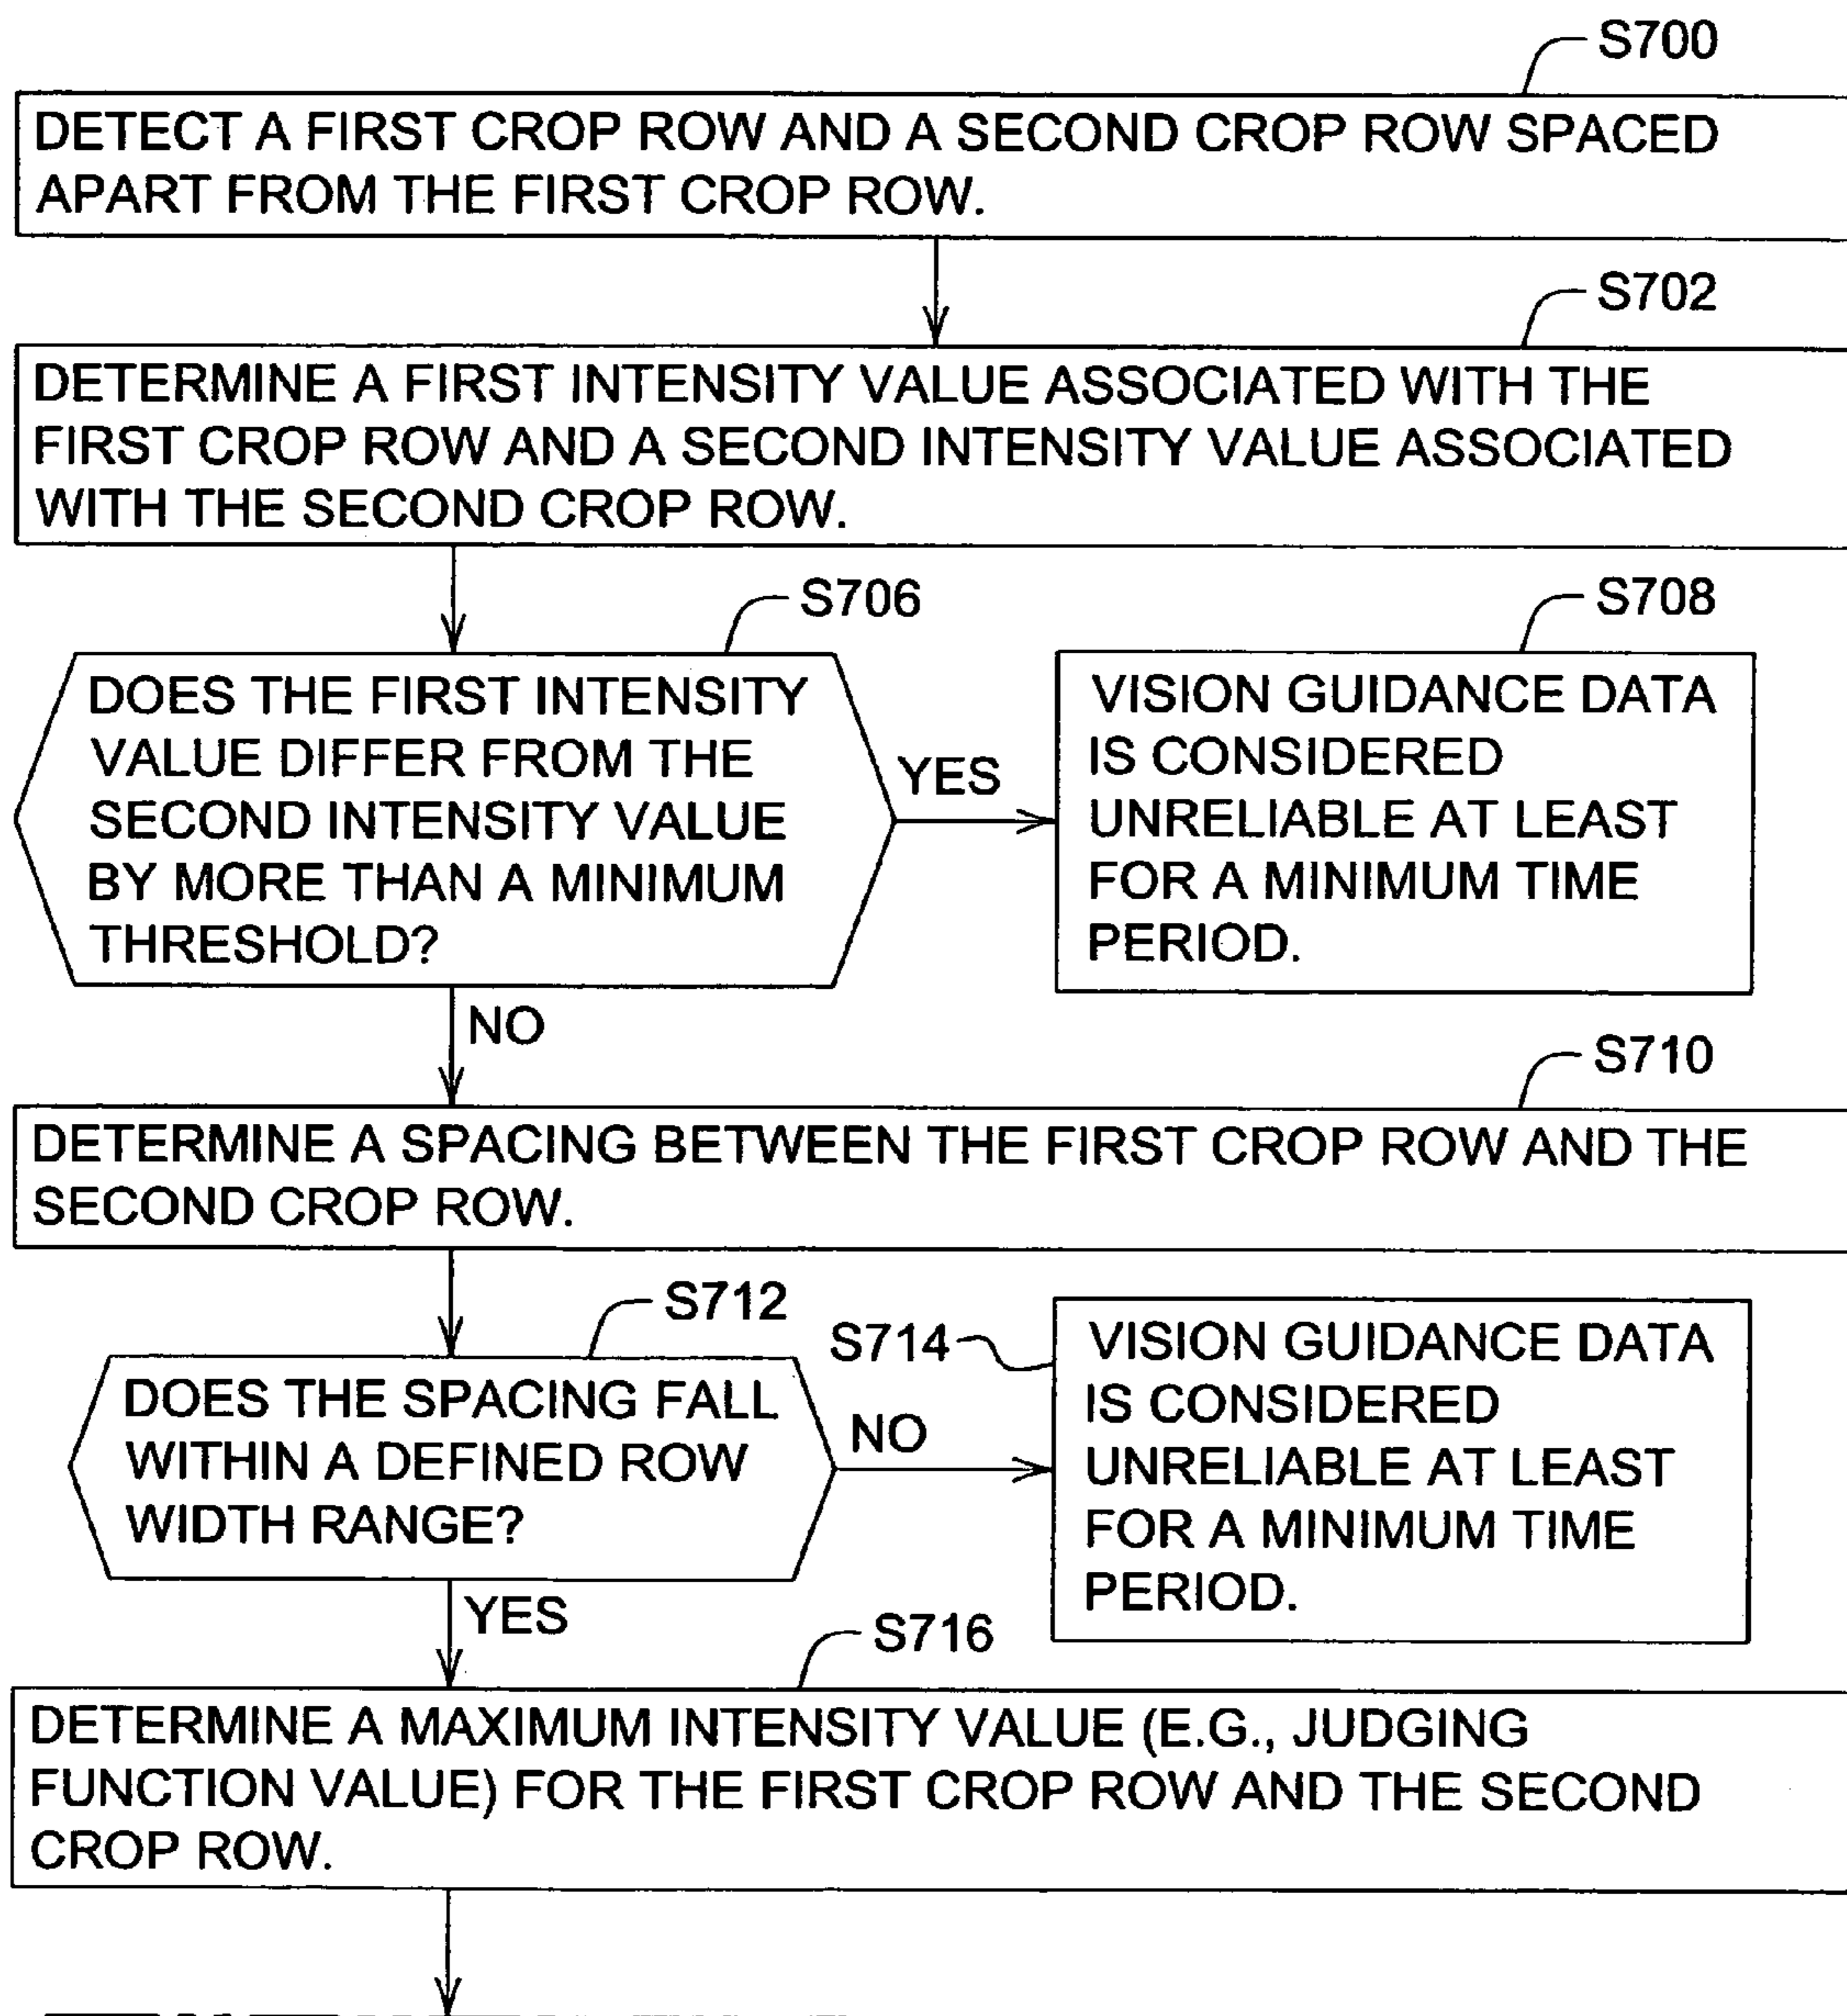 S700
DETECT A FIRST CROP ROW AND A SECOND CROP ROW SPACED
APART FROM THE FIRST CROP ROW.
S702
DETERMINE A FIRST INTENSITY VALUE ASSOCIATED WITH THE
FIRST CROP ROW AND A SECOND INTENSITY VALUE ASSOCIATED
WITH THE SECOND CROP ROW.
S706
DOES THE FIRST INTENSITY
VALUE DIFFER FROM THE
SECOND INTENSITY VALUE
BY MORE THAN A MINIMUM
THRESHOLD?
YES
S708
VISION GUIDANCE DATA
IS CONSIDERED
UNRELIABLE AT LEAST
FOR A MINIMUM TIME
PERIOD.
NO
S710
DETERMINE A SPACING BETWEEN THE FIRST CROP ROW AND THE
SECOND CROP ROW.
S712
DOES THE SPACING FALL
WITHIN A DEFINED ROW
WIDTH RANGE?
NO
S714
VISION GUIDANCE DATA
IS CONSIDERED
UNRELIABLE AT LEAST
FOR A MINIMUM TIME
PERIOD.
YES
S716
DETERMINE A MAXIMUM INTENSITY VALUE (E.G., JUDGING
FUNCTION VALUE) FOR THE FIRST CROP ROW AND THE SECOND
CROP ROW.